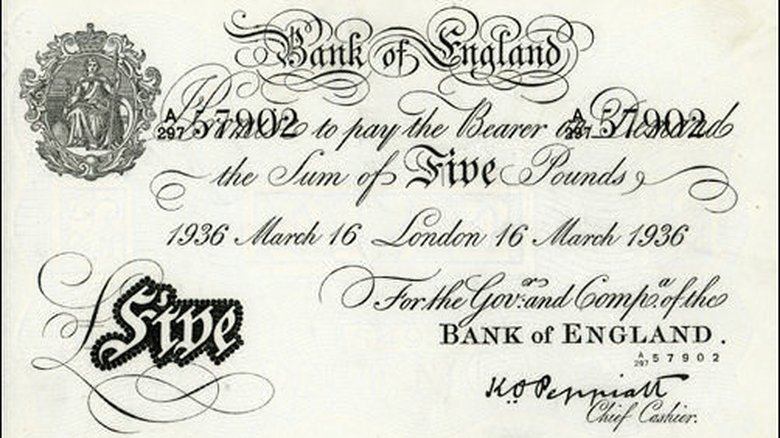 Bank of England
A/297 57902 A/297 57902
I Promise to pay the Bearer on Demand
the Sum of Five Pounds
1936 March 16 London 16 March 1936
For the Govr. and Compa. of the
BANK of ENGLAND.
A/297 57902
£Five
K.O. Peppiatt
Chief Cashier.